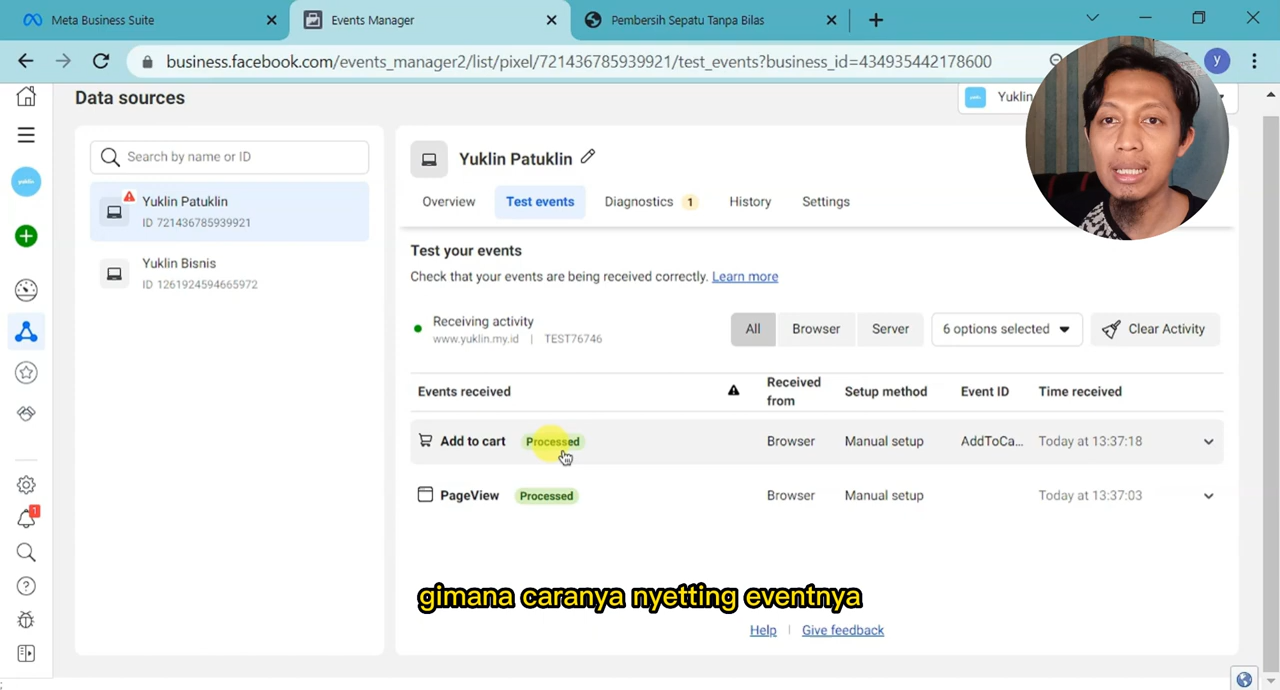 Meta Business Suite
Events Manager
Pembersih Sepatu Tanpa Bilas
business.facebook.com/events_manager2/list/pixel/721436785939921/test_events?business_id=434935442178600
y
Data sources
Yuklin
Search by name or ID
Yuklin Patuklin
ID 721436785939921
Yuklin Bisnis
ID 1261924594665972
Yuklin Patuklin
Overview
Test events
Diagnostics 1
History
Settings
Test your events
Check that your events are being received correctly. Learn more
Receiving activity
www.yuklin.my.id | TEST76746
All
Browser
Server
6 options selected
Clear Activity
Events received
Received from
Setup method
Event ID
Time received
Add to cart Processed Browser Manual setup AddToCa... Today at 13:37:18
PageView Processed Browser Manual setup Today at 13:37:03
1
gimana caranya nyetting eventnya
Help | Give feedback